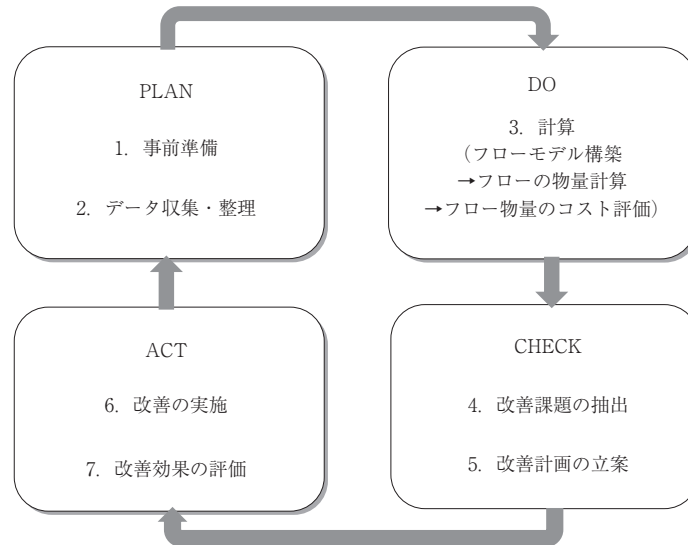 PLAN
1. 事前準備
2. データ収集・整理
DO
3. 計算
(フローモデル構築
→フローの物量計算
→フロー物量のコスト評価)
CHECK
4. 改善課題の抽出
5. 改善計画の立案
ACT
6. 改善の実施
7. 改善効果の評価